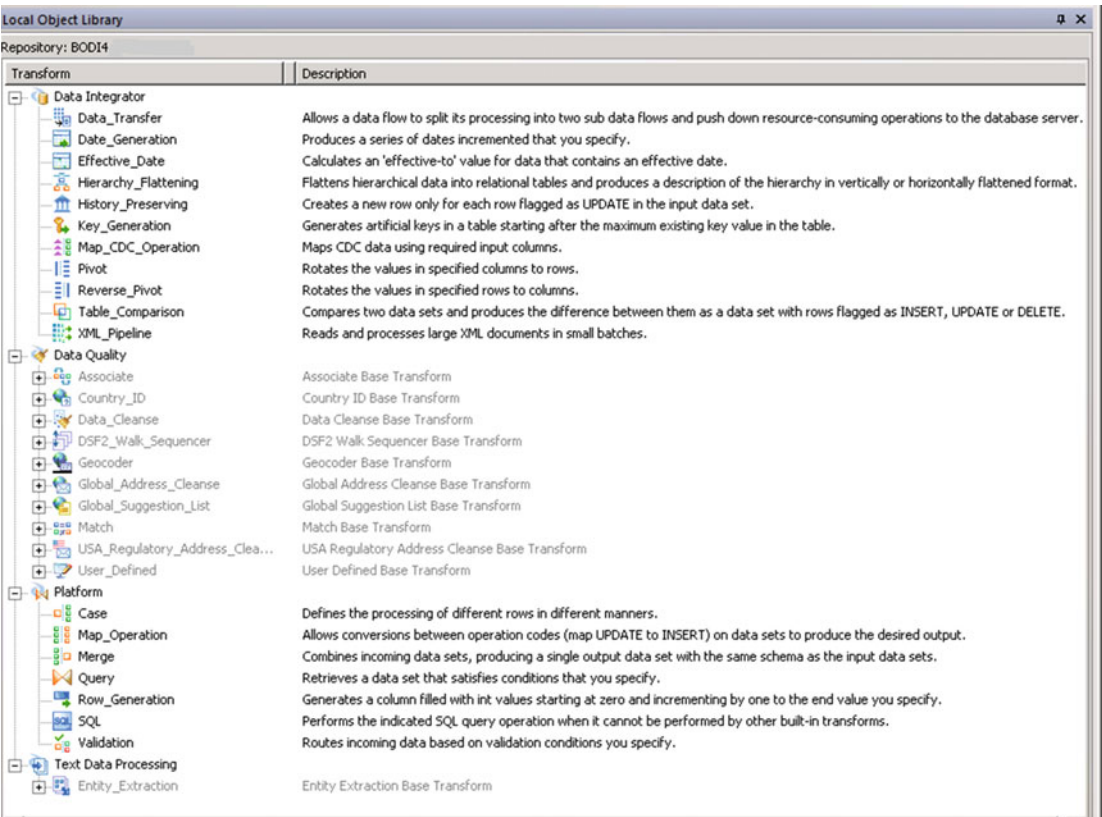 Local Object Library
Repository: BODI4
Transform Description
Data Integrator
Data_Transfer Allows a data flow to split its processing into two sub data flows and push down resource-consuming operations to the database server.
Date_Generation Produces a series of dates incremented that you specify.
Effective_Date Calculates an 'effective-to' value for data that contains an effective date.
Hierarchy_Flattening Flattens hierarchical data into relational tables and produces a description of the hierarchy in vertically or horizontally flattened format.
History_Preserving Creates a new row only for each row flagged as UPDATE in the input data set.
Key_Generation Generates artificial keys in a table starting after the maximum existing key value in the table.
Map_CDC_Operation Maps CDC data using required input columns.
Pivot Rotates the values in specified columns to rows.
Reverse_Pivot Rotates the values in specified rows to columns.
Table_Comparison Compares two data sets and produces the difference between them as a data set with rows flagged as INSERT, UPDATE or DELETE.
XML_Pipeline Reads and processes large XML documents in small batches.
Data Quality
Associate Associate Base Transform
Country_ID Country ID Base Transform
Data_Cleanse Data Cleanse Base Transform
DSF2_Walk_Sequencer DSF2 Walk Sequencer Base Transform
Geocoder Geocoder Base Transform
Global_Address_Cleanse Global Address Cleanse Base Transform
Global_Suggestion_List Global Suggestion List Base Transform
Match Match Base Transform
USA_Regulatory_Address_Clea... USA Regulatory Address Cleanse Base Transform
User_Defined User Defined Base Transform
Platform
Case Defines the processing of different rows in different manners.
Map_Operation Allows conversions between operation codes (map UPDATE to INSERT) on data sets to produce the desired output.
Merge Combines incoming data sets, producing a single output data set with the same schema as the input data sets.
Query Retrieves a data set that satisfies conditions that you specify.
Row_Generation Generates a column filled with int values starting at zero and incrementing by one to the end value you specify.
SQL SQL Performs the indicated SQL query operation when it cannot be performed by other built-in transforms.
Validation Routes incoming data based on validation conditions you specify.
Text Data Processing
Entity_Extraction Entity Extraction Base Transform